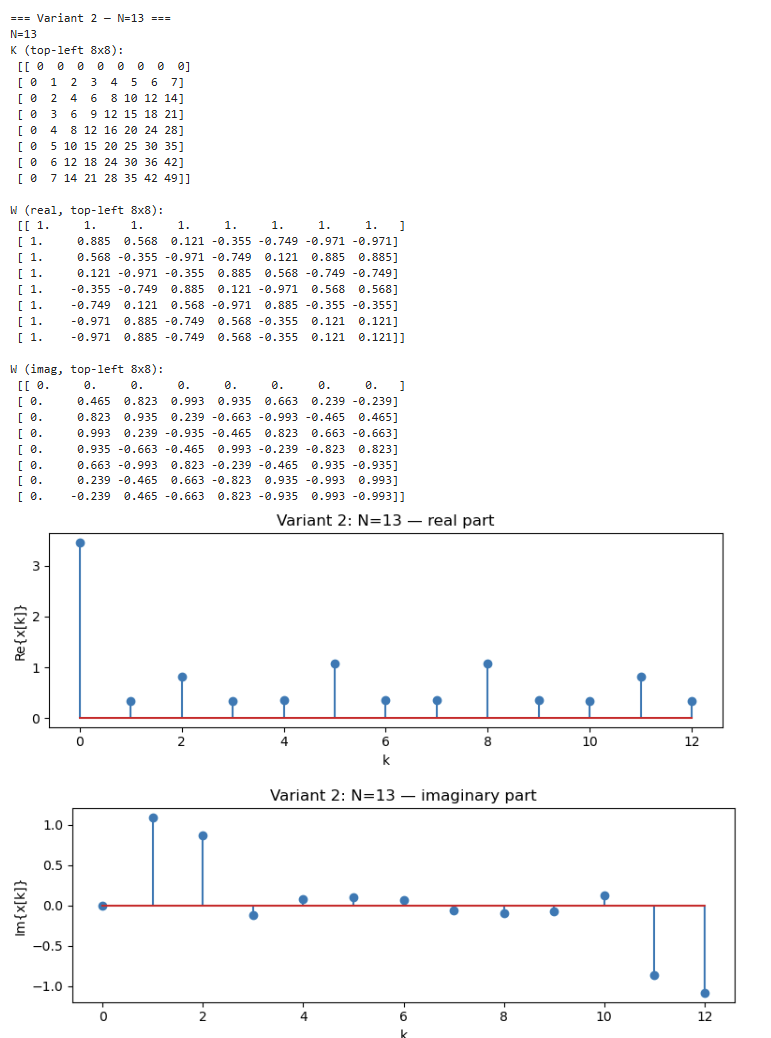 === Variant 2 — N=13 ===
N=13
K (top-left 8x8):
[[ 0  0  0  0  0  0  0  0]
[ 0  1  2  3  4  5  6  7]
[ 0  2  4  6  8 10 12 14]
[ 0  3  6  9 12 15 18 21]
[ 0  4  8 12 16 20 24 28]
[ 0  5 10 15 20 25 30 35]
[ 0  6 12 18 24 30 36 42]
[ 0  7 14 21 28 35 42 49]]
W (real, top-left 8x8):
[[ 1.     1.     1.     1.     1.     1.     1.     1.   ]
[ 1.     0.885  0.568  0.121 -0.355 -0.749 -0.971 -0.971]
[ 1.     0.568 -0.355 -0.971 -0.749  0.121  0.885  0.885]
[ 1.     0.121 -0.971 -0.355  0.885  0.568 -0.749 -0.749]
[ 1.    -0.355 -0.749  0.885  0.121 -0.971  0.568  0.568]
[ 1.    -0.749  0.121  0.568 -0.971  0.885 -0.355 -0.355]
[ 1.    -0.971  0.885 -0.749  0.568 -0.355  0.121  0.121]
[ 1.    -0.971  0.885 -0.749  0.568 -0.355  0.121  0.121]]
W (imag, top-left 8x8):
[[ 0.     0.     0.     0.     0.     0.     0.     0.   ]
[ 0.     0.465  0.823  0.993  0.935  0.663  0.239 -0.239]
[ 0.     0.823  0.935  0.239 -0.663 -0.993 -0.465  0.465]
[ 0.     0.993  0.239 -0.935 -0.465  0.823  0.663 -0.663]
[ 0.     0.935 -0.663 -0.465  0.993 -0.239 -0.823  0.823]
[ 0.     0.663 -0.993  0.823 -0.239 -0.465  0.935 -0.935]
[ 0.     0.239 -0.465  0.663 -0.823  0.935 -0.993  0.993]
[ 0.    -0.239  0.465 -0.663  0.823 -0.935  0.993 -0.993]]
Variant 2: N=13 — real part
Re{x[k]}
3
2
1
0
0 2 4 6 8 10 12
k
Variant 2: N=13 — imaginary part
Im{x[k]}
1.0
0.5
0.0
−0.5
−1.0
0 2 4 6 8 10 12
k